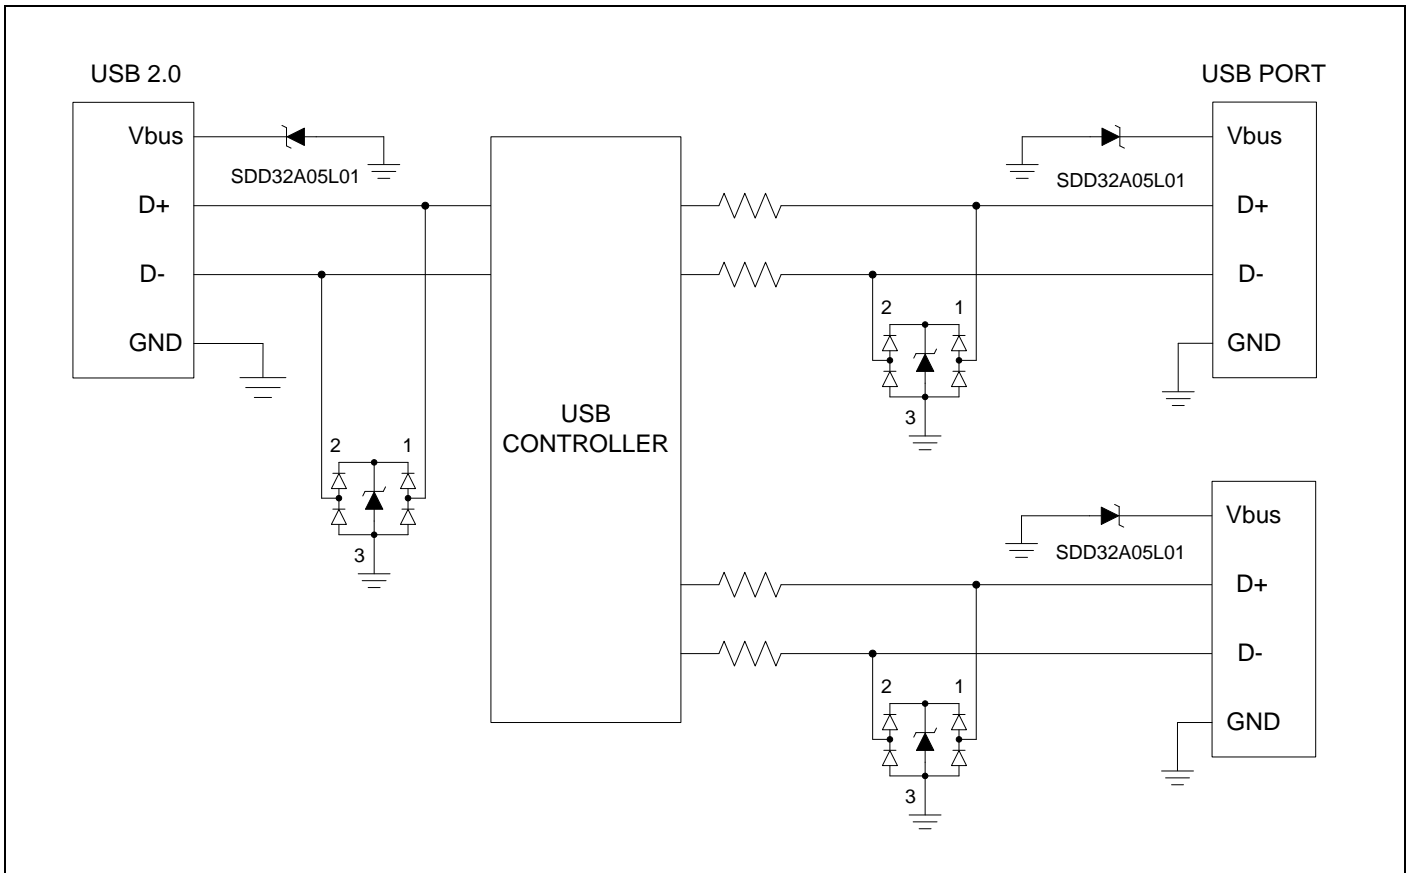 USB 2.0
Vbus
SDD32A05L01
D+
D-
GND
2 1
3
USB
CONTROLLER
USB PORT
Vbus
SDD32A05L01
D+
D-
GND
2 1
3
Vbus
SDD32A05L01
D+
D-
GND
2 1
3